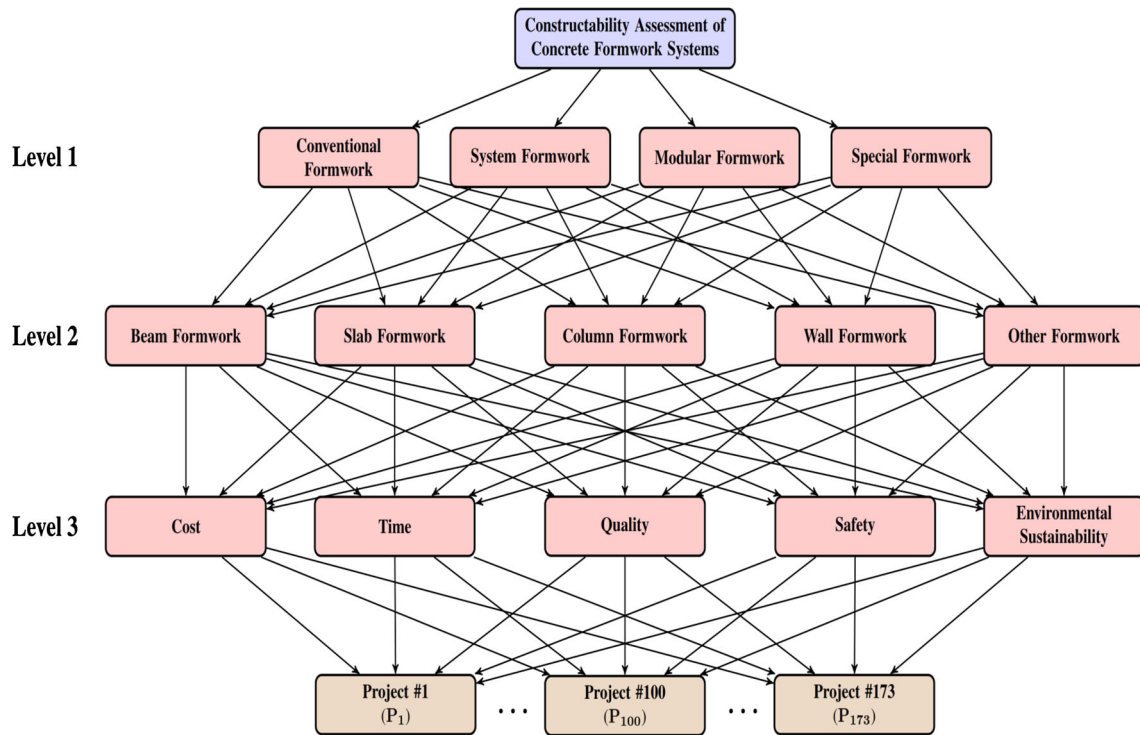 Constructability Assessment of
Concrete Formwork Systems
Level 1
Conventional
Formwork
System Formwork
Modular Formwork
Special Formwork
Level 2
Beam Formwork
Slab Formwork
Column Formwork
Wall Formwork
Other Formwork
Level 3
Cost
Time
Quality
Safety
Environmental
Sustainability
Project #1
(P₁)
...
Project #100
(P₁₀₀)
...
Project #173
(P₁₇₃)